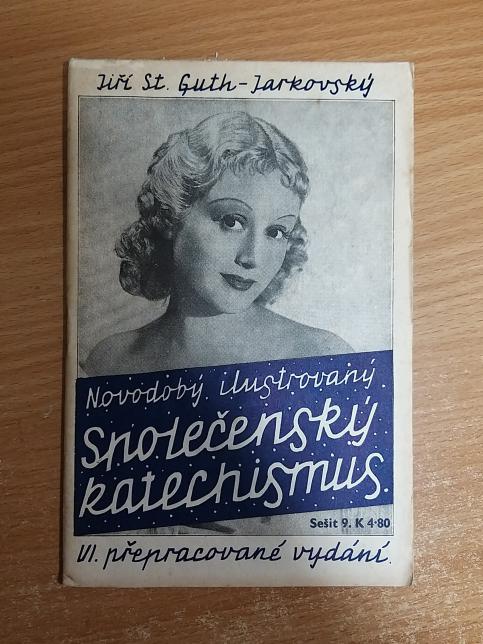 Jiří St. Guth-Jarkovský
Novodobý ilustrovaný
Společenský
katechismus.
Sešit 9. K 4·80
VI. přepracované vydání.